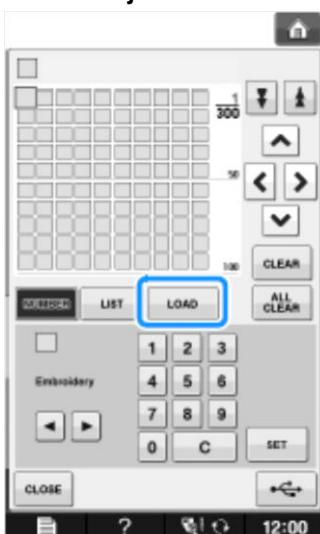 1
300
50
100
CLEAR
NUMBER LIST LOAD ALL CLEAR
1 2 3
Embroidery 4 5 6
7 8 9
0 C SET
CLOSE
? 12:00